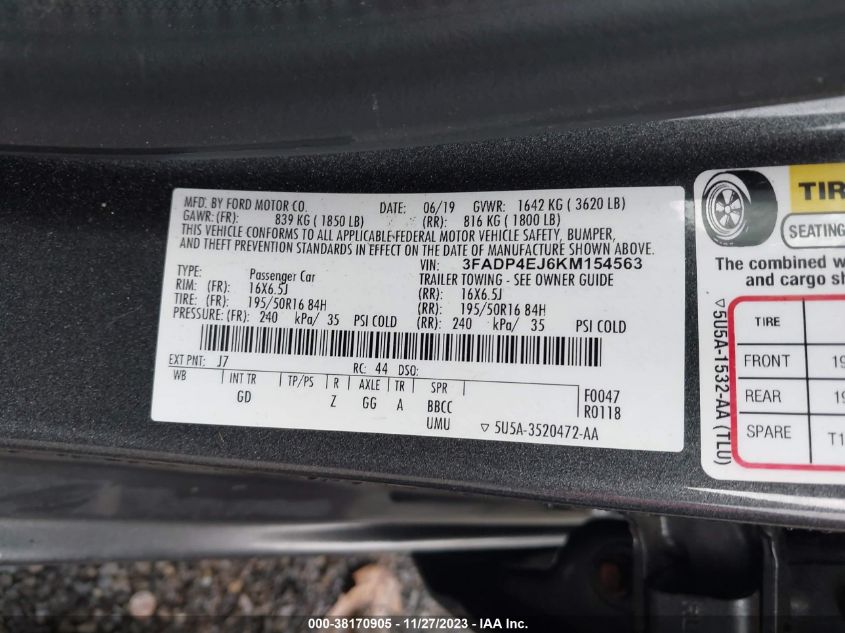 MFD. BY FORD MOTOR CO. DATE: 06/19 GVWR: 1642 KG ( 3620 LB)
GAWR: (FR): 839 KG ( 1850 LB) (RR): 816 KG ( 1800 LB)
THIS VEHICLE CONFORMS TO ALL APPLICABLE-FEDERAL MOTOR VEHICLE SAFETY, BUMPER,
AND THEFT PREVENTION STANDARDS IN EFFECT ON THE DATE OF MANUFACTURE SHOWN ABOVE.
VIN: 3FADP4EJ6KM154563
TYPE: Passenger Car TRAILER TOWING - SEE OWNER GUIDE
RIM: (FR): 16X6.5J (RR): 16X6.5J
TIRE: (FR): 195/50R16 84H (RR): 195/50R16 84H
PRESSURE: (FR): 240 kPa/ 35 PSI COLD (RR): 240 kPa/ 35 PSI COLD
EXT PNT: J7 RC: 44 DSO:
WB INT TR TP/PS R AXLE TR SPR F0047
GD Z GG A BBCC R0118
UMU ▽ 5U5A-3520472-AA
TIR
SEATING
The combined w
and cargo sh
▽5U5A-1532-AA (TLU)
TIRE
FRONT 19
REAR 19
SPARE T1
000-38170905 - 11/27/2023 - IAA Inc.